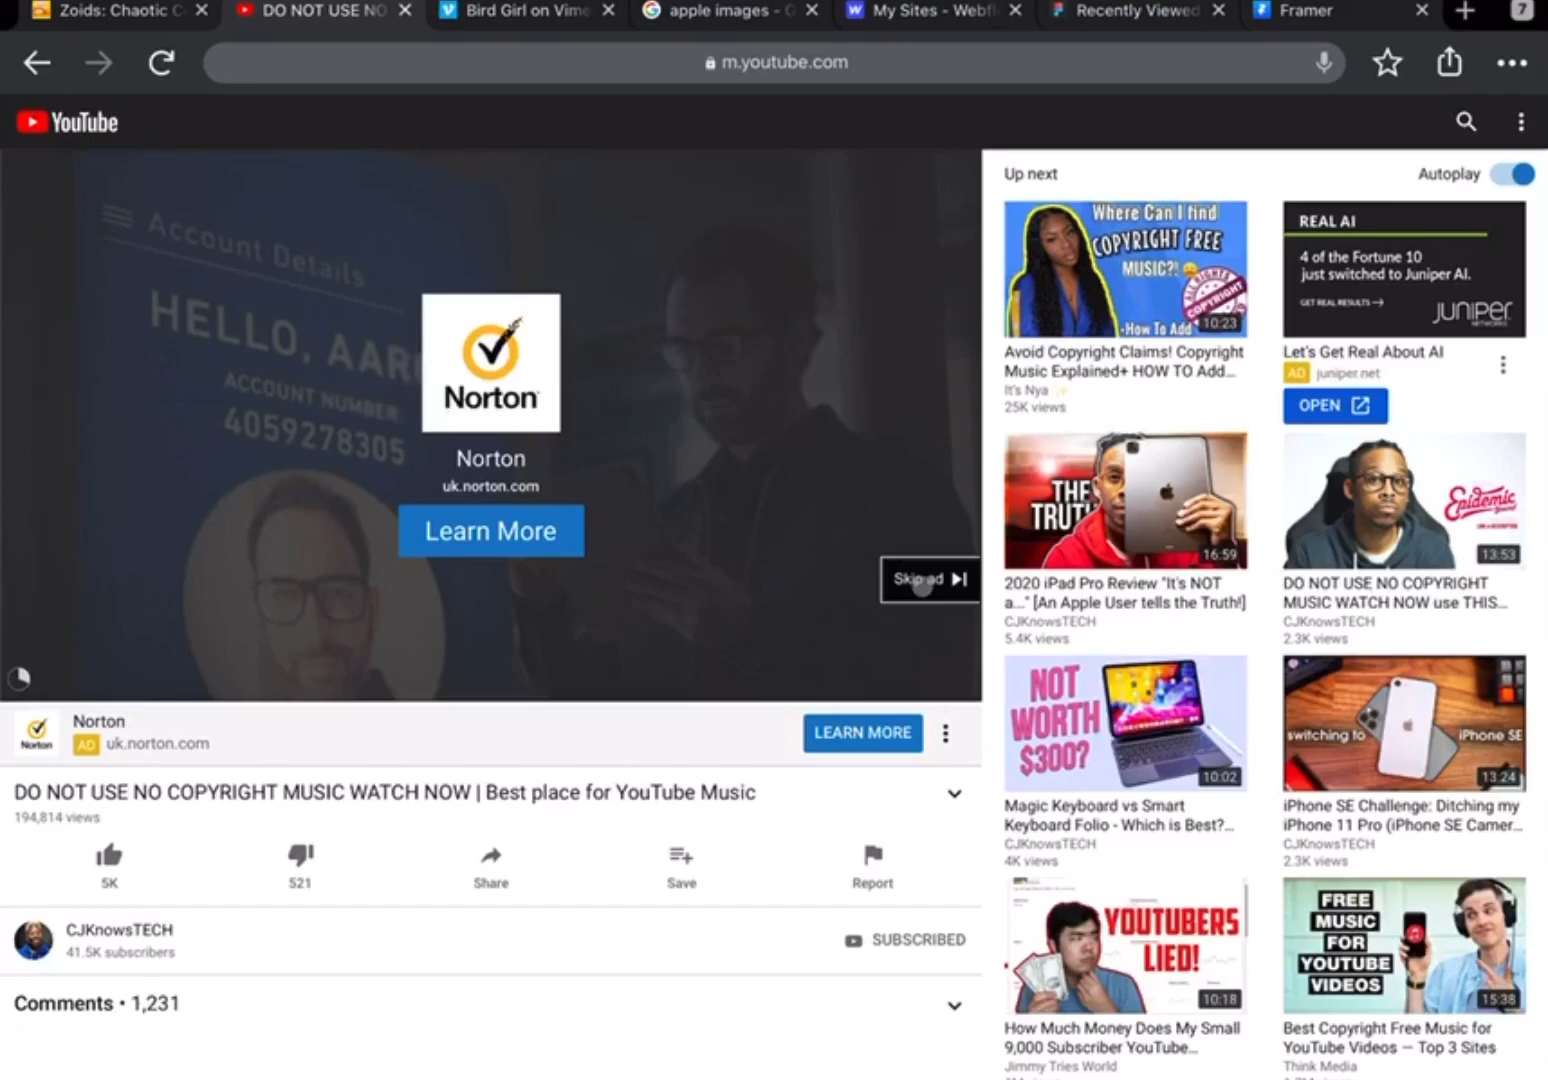 Zoids: Chaotic C
DO NOT USE NO
Bird Girl on Vime
apple images - G
My Sites - Webfl
Recently Viewed
Framer
7
m.youtube.com
YouTube
Account Details
HELLO, AAR
ACCOUNT NUMBER
4059278305
Norton
Norton
uk.norton.com
Learn More
Skip ad
Norton
Norton
AD uk.norton.com
LEARN MORE
DO NOT USE NO COPYRIGHT MUSIC WATCH NOW | Best place for YouTube Music
194,814 views
5K
521
Share
Save
Report
CJKnowsTECH
41.5K subscribers
SUBSCRIBED
Comments • 1,231
Up next
Autoplay
Where Can I find
COPYRIGHT FREE
MUSIC?!
COPYRIGHT
-How To Add
10:23
Avoid Copyright Claims! Copyright
Music Explained+ HOW TO Add...
It's Nya
25K views
REAL AI
4 of the Fortune 10
just switched to Juniper AI.
GET REAL RESULTS
JUNIPER
NETWORKS
Let's Get Real About AI
AD juniper.net
OPEN
THE
TRUTH
16:59
2020 iPad Pro Review "It's NOT
a..." [An Apple User tells the Truth!]
CJKnowsTECH
5.4K views
Epidemic
13:53
DO NOT USE NO COPYRIGHT
MUSIC WATCH NOW use THIS...
CJKnowsTECH
2.3K views
NOT
WORTH
$300?
10:02
Magic Keyboard vs Smart
Keyboard Folio - Which is Best?...
CJKnowsTECH
4K views
switching to
iPhone SE
13:24
iPhone SE Challenge: Ditching my
iPhone 11 Pro (iPhone SE Camer...
CJKnowsTECH
2.3K views
YOUTUBERS
LIED!
10:18
How Much Money Does My Small
9,000 Subscriber YouTube...
Jimmy Tries World
FREE
MUSIC
FOR
YOUTUBE
VIDEOS
15:38
Best Copyright Free Music for
YouTube Videos — Top 3 Sites
Think Media